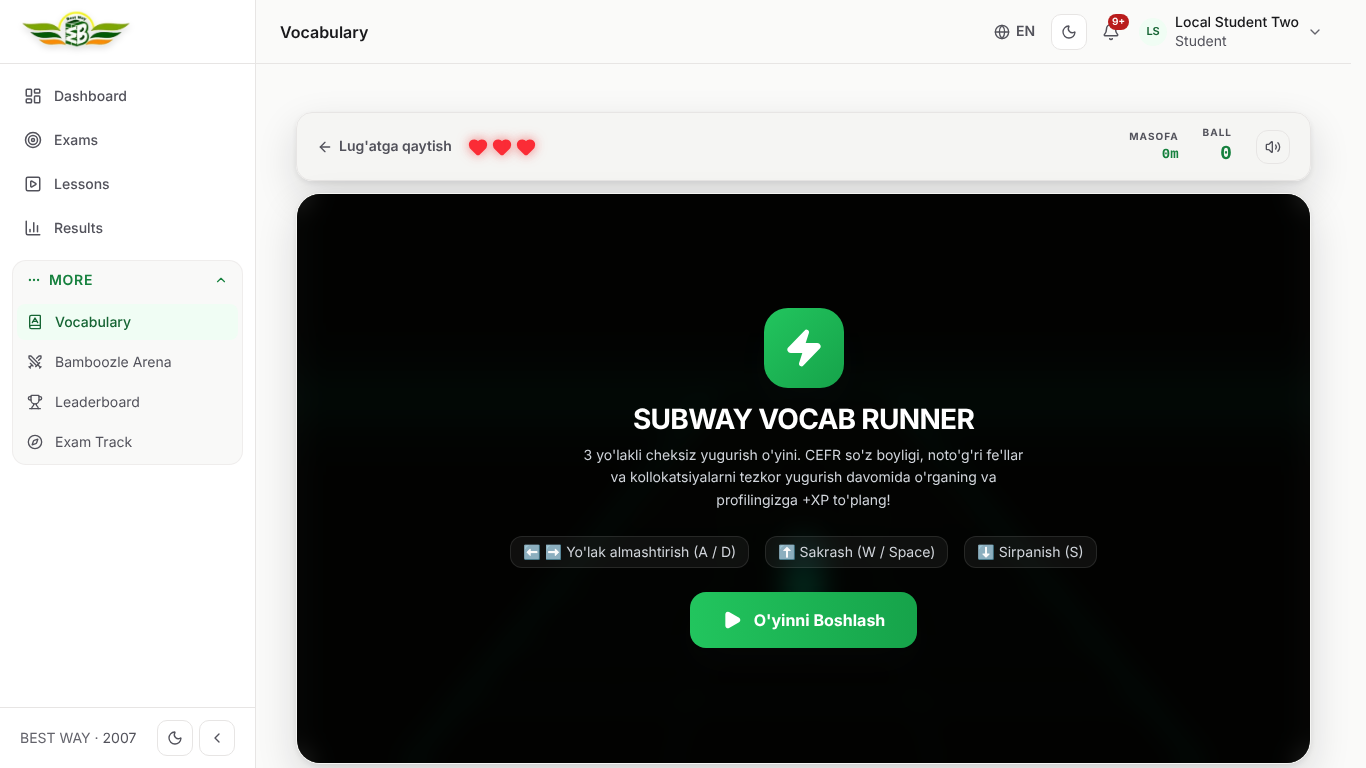 Vocabulary
EN
9+
LS
Local Student Two
Student
Dashboard
Exams
Lessons
Results
MORE
Vocabulary
Bamboozle Arena
Leaderboard
Exam Track
BEST WAY · 2007
Lug'atga qaytish
MASOFA
0m
BALL
0
SUBWAY VOCAB RUNNER
3 yo'lakli cheksiz yugurish o'yini. CEFR so'z boyligi, noto'g'ri fe'llar
va kollokatsiyalarni tezkor yugurish davomida o'rganing va
profilingizga +XP to'plang!
⬅️ ➡️ Yo'lak almashtirish (A / D)
⬆️ Sakrash (W / Space)
⬇️ Sirpanish (S)
O'yinni Boshlash